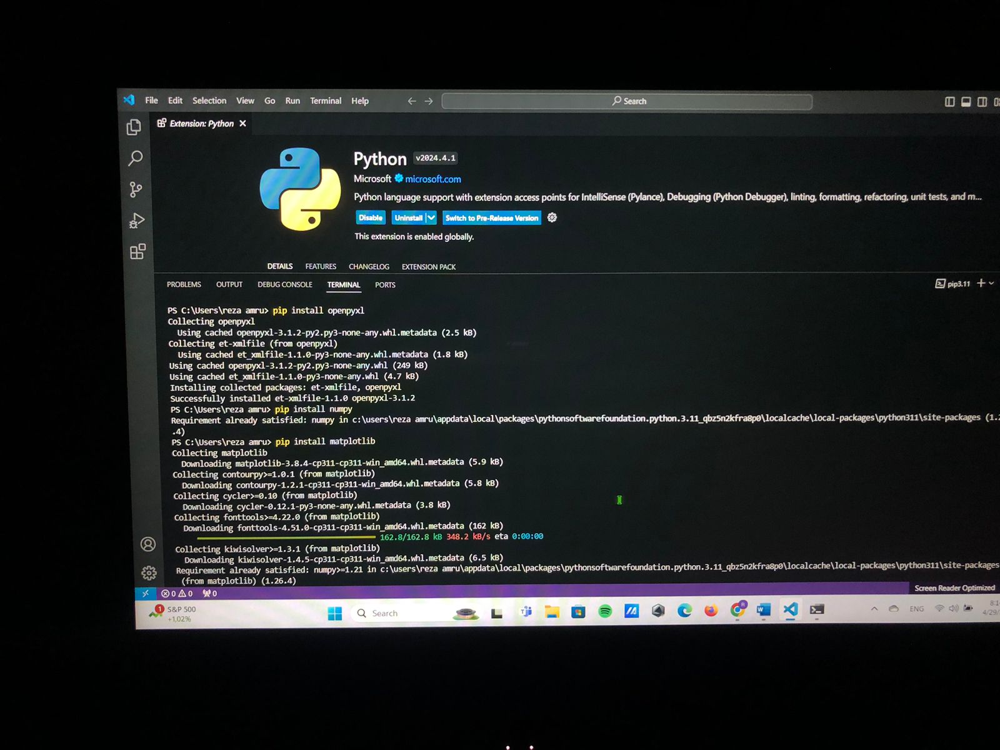 File Edit Selection View Go Run Terminal Help
Search
Extension: Python
Python v2024.4.1
Microsoft microsoft.com
Python language support with extension access points for IntelliSense (Pylance), Debugging (Python Debugger), linting, formatting, refactoring, unit tests, and m...
Disable Uninstall Switch to Pre-Release Version
This extension is enabled globally.
DETAILS FEATURES CHANGELOG EXTENSION PACK
PROBLEMS OUTPUT DEBUG CONSOLE TERMINAL PORTS
pip3.11
PS C:\Users\reza amru> pip install openpyxl
Collecting openpyxl
Using cached openpyxl-3.1.2-py2.py3-none-any.whl.metadata (2.5 kB)
Collecting et-xmlfile (from openpyxl)
Using cached et_xmlfile-1.1.0-py3-none-any.whl.metadata (1.8 kB)
Using cached openpyxl-3.1.2-py2.py3-none-any.whl (249 kB)
Using cached et_xmlfile-1.1.0-py3-none-any.whl (4.7 kB)
Installing collected packages: et-xmlfile, openpyxl
Successfully installed et-xmlfile-1.1.0 openpyxl-3.1.2
PS C:\Users\reza amru> pip install numpy
Requirement already satisfied: numpy in c:\users\reza amru\appdata\local\packages\pythonsoftwarefoundation.python.3.11_qbz5n2kfra8p0\localcache\local-packages\python311\site-packages (1.2
.4)
PS C:\Users\reza amru> pip install matplotlib
Collecting matplotlib
Downloading matplotlib-3.8.4-cp311-cp311-win_amd64.whl.metadata (5.9 kB)
Collecting contourpy>=1.0.1 (from matplotlib)
Downloading contourpy-1.2.1-cp311-cp311-win_amd64.whl.metadata (5.8 kB)
Collecting cycler>=0.10 (from matplotlib)
Downloading cycler-0.12.1-py3-none-any.whl.metadata (3.8 kB)
Collecting fonttools>=4.22.0 (from matplotlib)
Downloading fonttools-4.51.0-cp311-cp311-win_amd64.whl.metadata (162 kB)
162.8/162.8 kB 348.2 kB/s eta 0:00:00
Collecting kiwisolver>=1.3.1 (from matplotlib)
Downloading kiwisolver-1.4.5-cp311-cp311-win_amd64.whl.metadata (6.5 kB)
Requirement already satisfied: numpy>=1.21 in c:\users\reza amru\appdata\local\packages\pythonsoftwarefoundation.python.3.11_qbz5n2kfra8p0\localcache\local-packages\python311\site-packages
(from matplotlib) (1.26.4)
0 0 0 Screen Reader Optimized
1 S&P 500
+1,02%
Search
ENG
8:1
4/29/